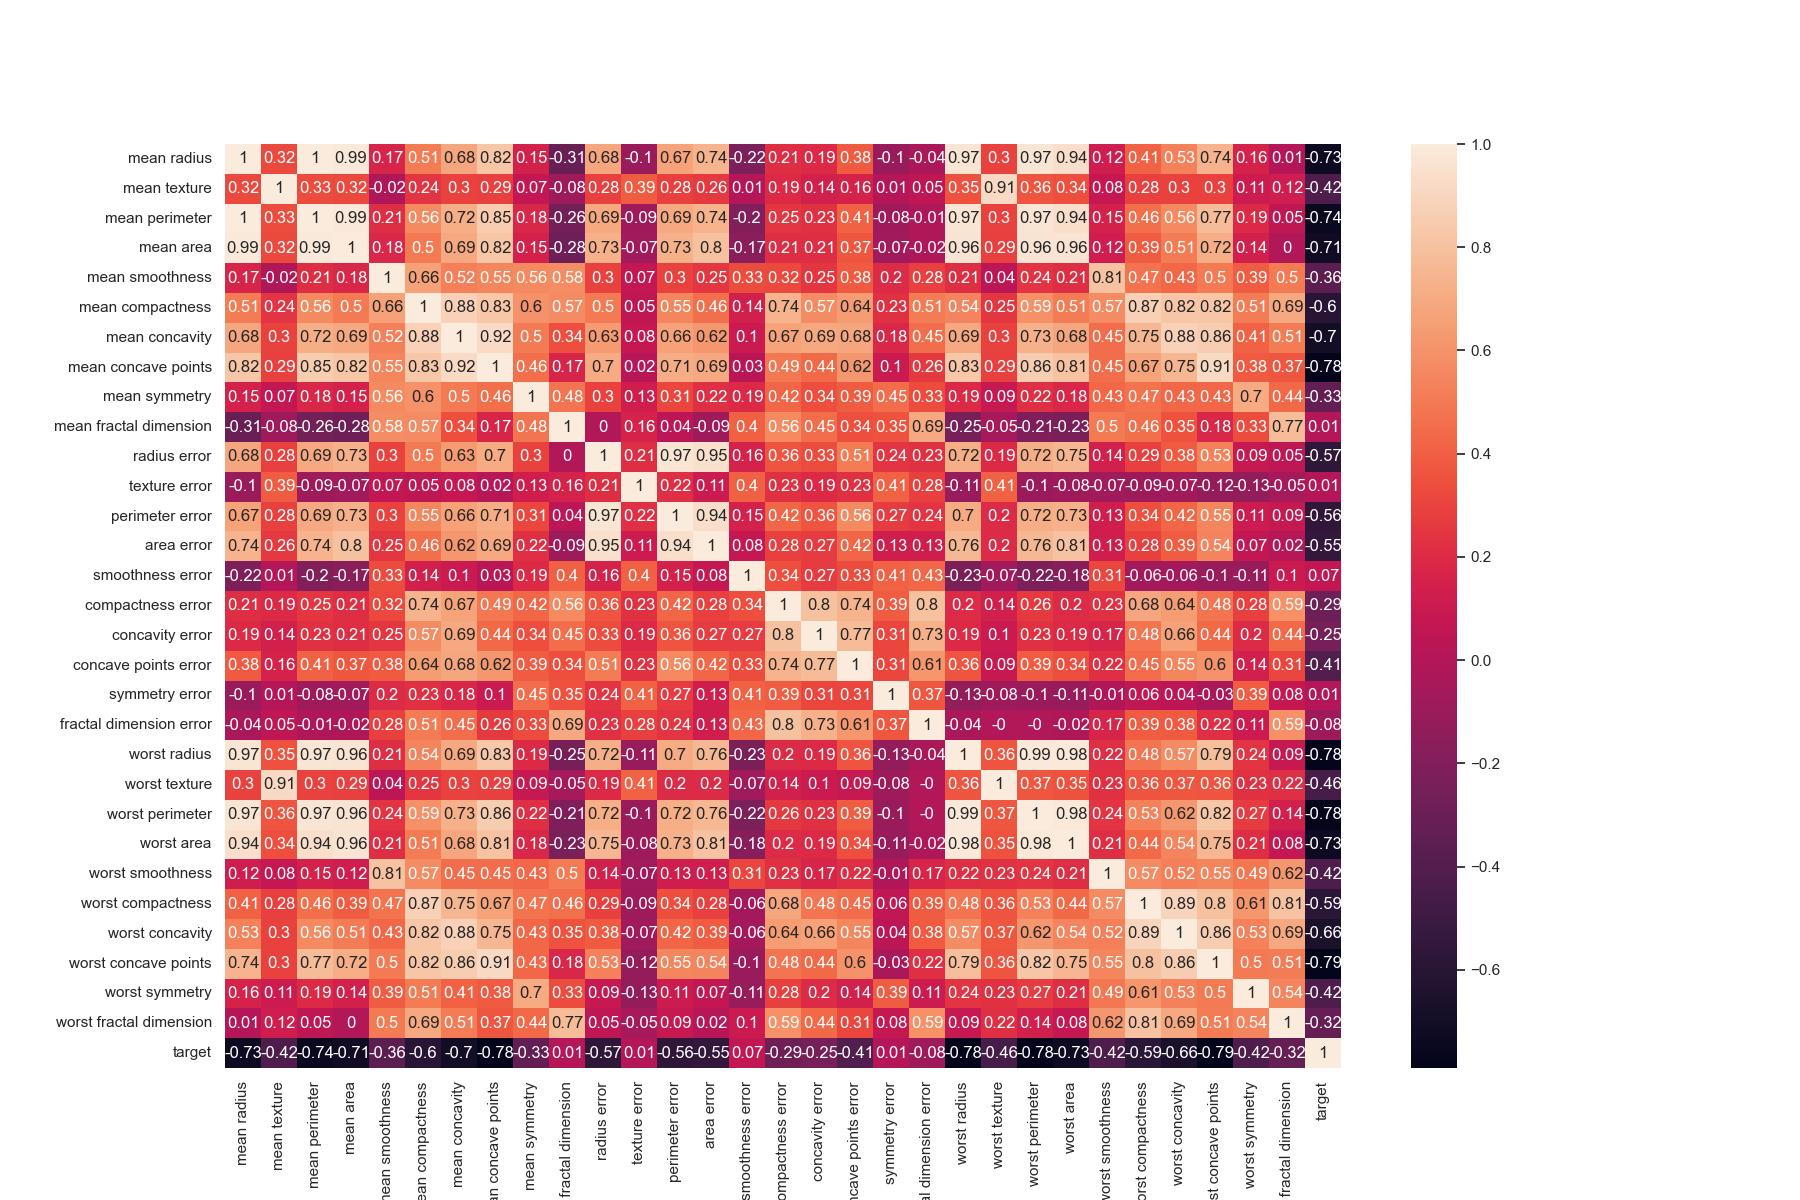 mean radius 1 0.32 1 0.99 0.17 0.51 0.68 0.82 0.15 -0.31 0.68 -0.1 0.67 0.74 -0.22 0.21 0.19 0.38 -0.1 -0.04 0.97 0.3 0.97 0.94 0.12 0.41 0.53 0.74 0.16 0.01 -0.73 1.0
mean texture 0.32 1 0.33 0.32 -0.02 0.24 0.3 0.29 0.07 -0.08 0.28 0.39 0.28 0.26 0.01 0.19 0.14 0.16 0.01 0.05 0.35 0.91 0.36 0.34 0.08 0.28 0.3 0.3 0.11 0.12 -0.42
mean perimeter 1 0.33 1 0.99 0.21 0.56 0.72 0.85 0.18 -0.26 0.69 -0.09 0.69 0.74 -0.2 0.25 0.23 0.41 -0.08 -0.01 0.97 0.3 0.97 0.94 0.15 0.46 0.56 0.77 0.19 0.05 -0.74
mean area 0.99 0.32 0.99 1 0.18 0.5 0.69 0.82 0.15 -0.28 0.73 -0.07 0.73 0.8 -0.17 0.21 0.21 0.37 -0.07 -0.02 0.96 0.29 0.96 0.96 0.12 0.39 0.51 0.72 0.14 0 -0.71 0.8
mean smoothness 0.17 -0.02 0.21 0.18 1 0.66 0.52 0.55 0.56 0.58 0.3 0.07 0.3 0.25 0.33 0.32 0.25 0.38 0.2 0.28 0.21 0.04 0.24 0.21 0.81 0.47 0.43 0.5 0.39 0.5 -0.36
mean compactness 0.51 0.24 0.56 0.5 0.66 1 0.88 0.83 0.6 0.57 0.5 0.05 0.55 0.46 0.14 0.74 0.57 0.64 0.23 0.51 0.54 0.25 0.59 0.51 0.57 0.87 0.82 0.82 0.51 0.69 -0.6
mean concavity 0.68 0.3 0.72 0.69 0.52 0.88 1 0.92 0.5 0.34 0.63 0.08 0.66 0.62 0.1 0.67 0.69 0.68 0.18 0.45 0.69 0.3 0.73 0.68 0.45 0.75 0.88 0.86 0.41 0.51 -0.7 0.6
mean concave points 0.82 0.29 0.85 0.82 0.55 0.83 0.92 1 0.46 0.17 0.7 0.02 0.71 0.69 0.03 0.49 0.44 0.62 0.1 0.26 0.83 0.29 0.86 0.81 0.45 0.67 0.75 0.91 0.38 0.37 -0.78
mean symmetry 0.15 0.07 0.18 0.15 0.56 0.6 0.5 0.46 1 0.48 0.3 0.13 0.31 0.22 0.19 0.42 0.34 0.39 0.45 0.33 0.19 0.09 0.22 0.18 0.43 0.47 0.43 0.43 0.7 0.44 -0.33
mean fractal dimension -0.31 -0.08 -0.26 -0.28 0.58 0.57 0.34 0.17 0.48 1 0 0.16 0.04 -0.09 0.4 0.56 0.45 0.34 0.35 0.69 -0.25 -0.05 -0.21 -0.23 0.5 0.46 0.35 0.18 0.33 0.77 0.01
radius error 0.68 0.28 0.69 0.73 0.3 0.5 0.63 0.7 0.3 0 1 0.21 0.97 0.95 0.16 0.36 0.33 0.51 0.24 0.23 0.72 0.19 0.72 0.75 0.14 0.29 0.38 0.53 0.09 0.05 -0.57 0.4
texture error -0.1 0.39 -0.09 -0.07 0.07 0.05 0.08 0.02 0.13 0.16 0.21 1 0.22 0.11 0.4 0.23 0.19 0.23 0.41 0.28 -0.11 0.41 -0.1 -0.08 -0.07 -0.09 -0.07 -0.12 -0.13 -0.05 0.01
perimeter error 0.67 0.28 0.69 0.73 0.3 0.55 0.66 0.71 0.31 0.04 0.97 0.22 1 0.94 0.15 0.42 0.36 0.56 0.27 0.24 0.7 0.2 0.72 0.73 0.13 0.34 0.42 0.55 0.11 0.09 -0.56
area error 0.74 0.26 0.74 0.8 0.25 0.46 0.62 0.69 0.22 -0.09 0.95 0.11 0.94 1 0.08 0.28 0.27 0.42 0.13 0.13 0.76 0.2 0.76 0.81 0.13 0.28 0.39 0.54 0.07 0.02 -0.55 0.2
smoothness error -0.22 0.01 -0.2 -0.17 0.33 0.14 0.1 0.03 0.19 0.4 0.16 0.4 0.15 0.08 1 0.34 0.27 0.33 0.41 0.43 -0.23 -0.07 -0.22 -0.18 0.31 -0.06 -0.06 -0.1 -0.11 0.1 0.07
compactness error 0.21 0.19 0.25 0.21 0.32 0.74 0.67 0.49 0.42 0.56 0.36 0.23 0.42 0.28 0.34 1 0.8 0.74 0.39 0.8 0.2 0.14 0.26 0.2 0.23 0.68 0.64 0.48 0.28 0.59 -0.29
concavity error 0.19 0.14 0.23 0.21 0.25 0.57 0.69 0.44 0.34 0.45 0.33 0.19 0.36 0.27 0.27 0.8 1 0.77 0.31 0.73 0.19 0.1 0.23 0.19 0.17 0.48 0.66 0.44 0.2 0.44 -0.25
concave points error 0.38 0.16 0.41 0.37 0.38 0.64 0.68 0.62 0.39 0.34 0.51 0.23 0.56 0.42 0.33 0.74 0.77 1 0.31 0.61 0.36 0.09 0.39 0.34 0.22 0.45 0.55 0.6 0.14 0.31 -0.41 0.0
symmetry error -0.1 0.01 -0.08 -0.07 0.2 0.23 0.18 0.1 0.45 0.35 0.24 0.41 0.27 0.13 0.41 0.39 0.31 0.31 1 0.37 -0.13 -0.08 -0.1 -0.11 -0.01 0.06 0.04 -0.03 0.39 0.08 0.01
fractal dimension error -0.04 0.05 -0.01 -0.02 0.28 0.51 0.45 0.26 0.33 0.69 0.23 0.28 0.24 0.13 0.43 0.8 0.73 0.61 0.37 1 -0.04 -0 -0 -0.02 0.17 0.39 0.38 0.22 0.11 0.59 -0.08
worst radius 0.97 0.35 0.97 0.96 0.21 0.54 0.69 0.83 0.19 -0.25 0.72 -0.11 0.7 0.76 -0.23 0.2 0.19 0.36 -0.13 -0.04 1 0.36 0.99 0.98 0.22 0.48 0.57 0.79 0.24 0.09 -0.78 −0.2
worst texture 0.3 0.91 0.3 0.29 0.04 0.25 0.3 0.29 0.09 -0.05 0.19 0.41 0.2 0.2 -0.07 0.14 0.1 0.09 -0.08 -0 0.36 1 0.37 0.35 0.23 0.36 0.37 0.36 0.23 0.22 -0.46
worst perimeter 0.97 0.36 0.97 0.96 0.24 0.59 0.73 0.86 0.22 -0.21 0.72 -0.1 0.72 0.76 -0.22 0.26 0.23 0.39 -0.1 -0 0.99 0.37 1 0.98 0.24 0.53 0.62 0.82 0.27 0.14 -0.78
worst area 0.94 0.34 0.94 0.96 0.21 0.51 0.68 0.81 0.18 -0.23 0.75 -0.08 0.73 0.81 -0.18 0.2 0.19 0.34 -0.11 -0.02 0.98 0.35 0.98 1 0.21 0.44 0.54 0.75 0.21 0.08 -0.73
worst smoothness 0.12 0.08 0.15 0.12 0.81 0.57 0.45 0.45 0.43 0.5 0.14 -0.07 0.13 0.13 0.31 0.23 0.17 0.22 -0.01 0.17 0.22 0.23 0.24 0.21 1 0.57 0.52 0.55 0.49 0.62 -0.42 −0.4
worst compactness 0.41 0.28 0.46 0.39 0.47 0.87 0.75 0.67 0.47 0.46 0.29 -0.09 0.34 0.28 -0.06 0.68 0.48 0.45 0.06 0.39 0.48 0.36 0.53 0.44 0.57 1 0.89 0.8 0.61 0.81 -0.59
worst concavity 0.53 0.3 0.56 0.51 0.43 0.82 0.88 0.75 0.43 0.35 0.38 -0.07 0.42 0.39 -0.06 0.64 0.66 0.55 0.04 0.38 0.57 0.37 0.62 0.54 0.52 0.89 1 0.86 0.53 0.69 -0.66
worst concave points 0.74 0.3 0.77 0.72 0.5 0.82 0.86 0.91 0.43 0.18 0.53 -0.12 0.55 0.54 -0.1 0.48 0.44 0.6 -0.03 0.22 0.79 0.36 0.82 0.75 0.55 0.8 0.86 1 0.5 0.51 -0.79 −0.6
worst symmetry 0.16 0.11 0.19 0.14 0.39 0.51 0.41 0.38 0.7 0.33 0.09 -0.13 0.11 0.07 -0.11 0.28 0.2 0.14 0.39 0.11 0.24 0.23 0.27 0.21 0.49 0.61 0.53 0.5 1 0.54 -0.42
worst fractal dimension 0.01 0.12 0.05 0 0.5 0.69 0.51 0.37 0.44 0.77 0.05 -0.05 0.09 0.02 0.1 0.59 0.44 0.31 0.08 0.59 0.09 0.22 0.14 0.08 0.62 0.81 0.69 0.51 0.54 1 -0.32
target -0.73 -0.42 -0.74 -0.71 -0.36 -0.6 -0.7 -0.78 -0.33 0.01 -0.57 0.01 -0.56 -0.55 0.07 -0.29 -0.25 -0.41 0.01 -0.08 -0.78 -0.46 -0.78 -0.73 -0.42 -0.59 -0.66 -0.79 -0.42 -0.32 1
mean radius
mean texture
mean perimeter
mean area
mean smoothness
ean compactness
mean concavity
an concave points
mean symmetry
fractal dimension
radius error
texture error
perimeter error
area error
smoothness error
ompactness error
concavity error
ncave points error
symmetry error
al dimension error
worst radius
worst texture
worst perimeter
worst area
worst smoothness
orst compactness
worst concavity
st concave points
worst symmetry
fractal dimension
target